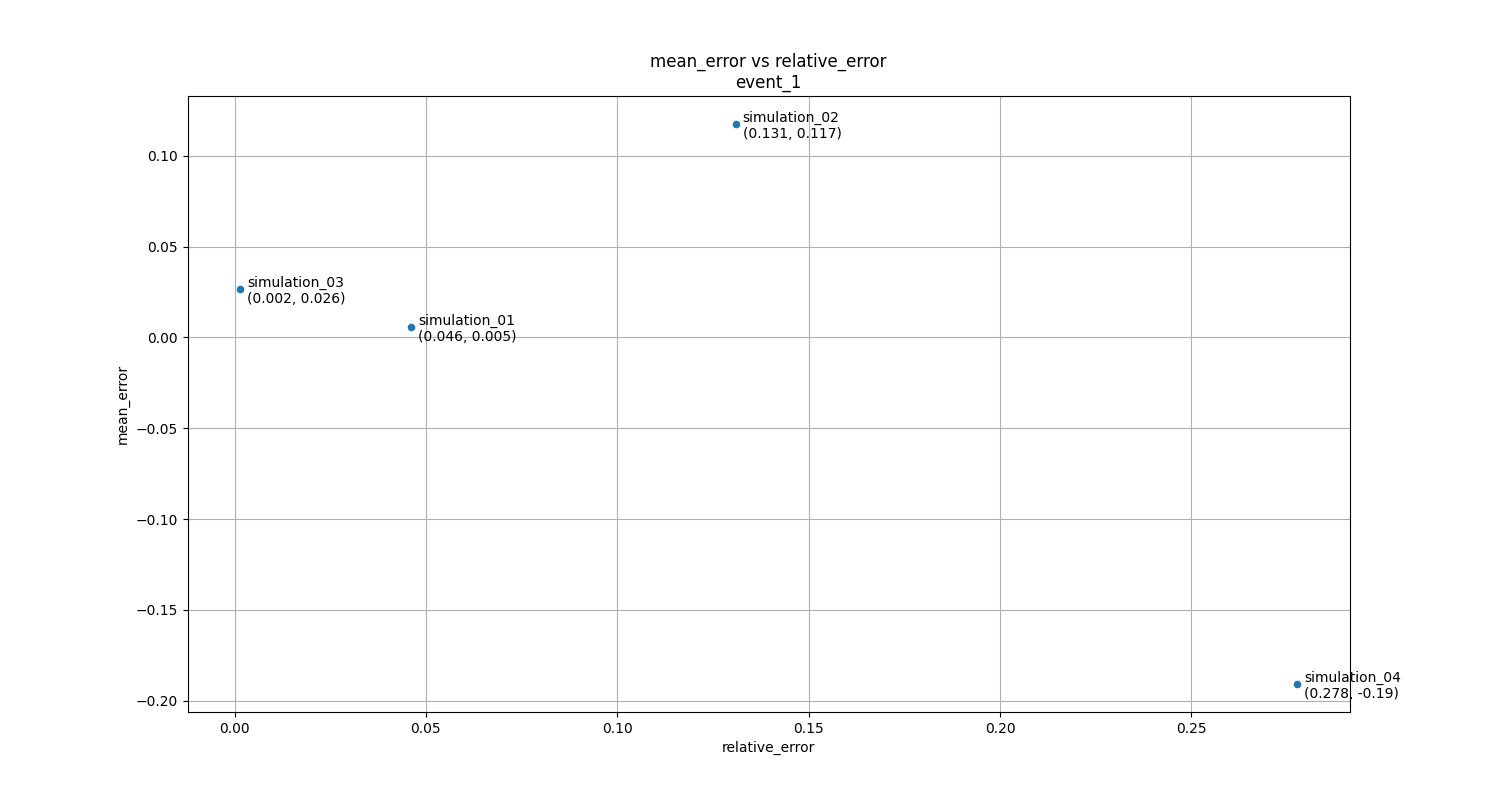 mean_error vs relative_error
event_1
simulation_02
(0.131, 0.117)
0.10
0.05
simulation_03
(0.002, 0.026)
simulation_01
(0.046, 0.005)
0.00
mean_error
−0.05
−0.10
−0.15
simulation_04
(0.278, -0.19)
−0.20
0.00
0.05
0.10
0.15
0.20
0.25
relative_error